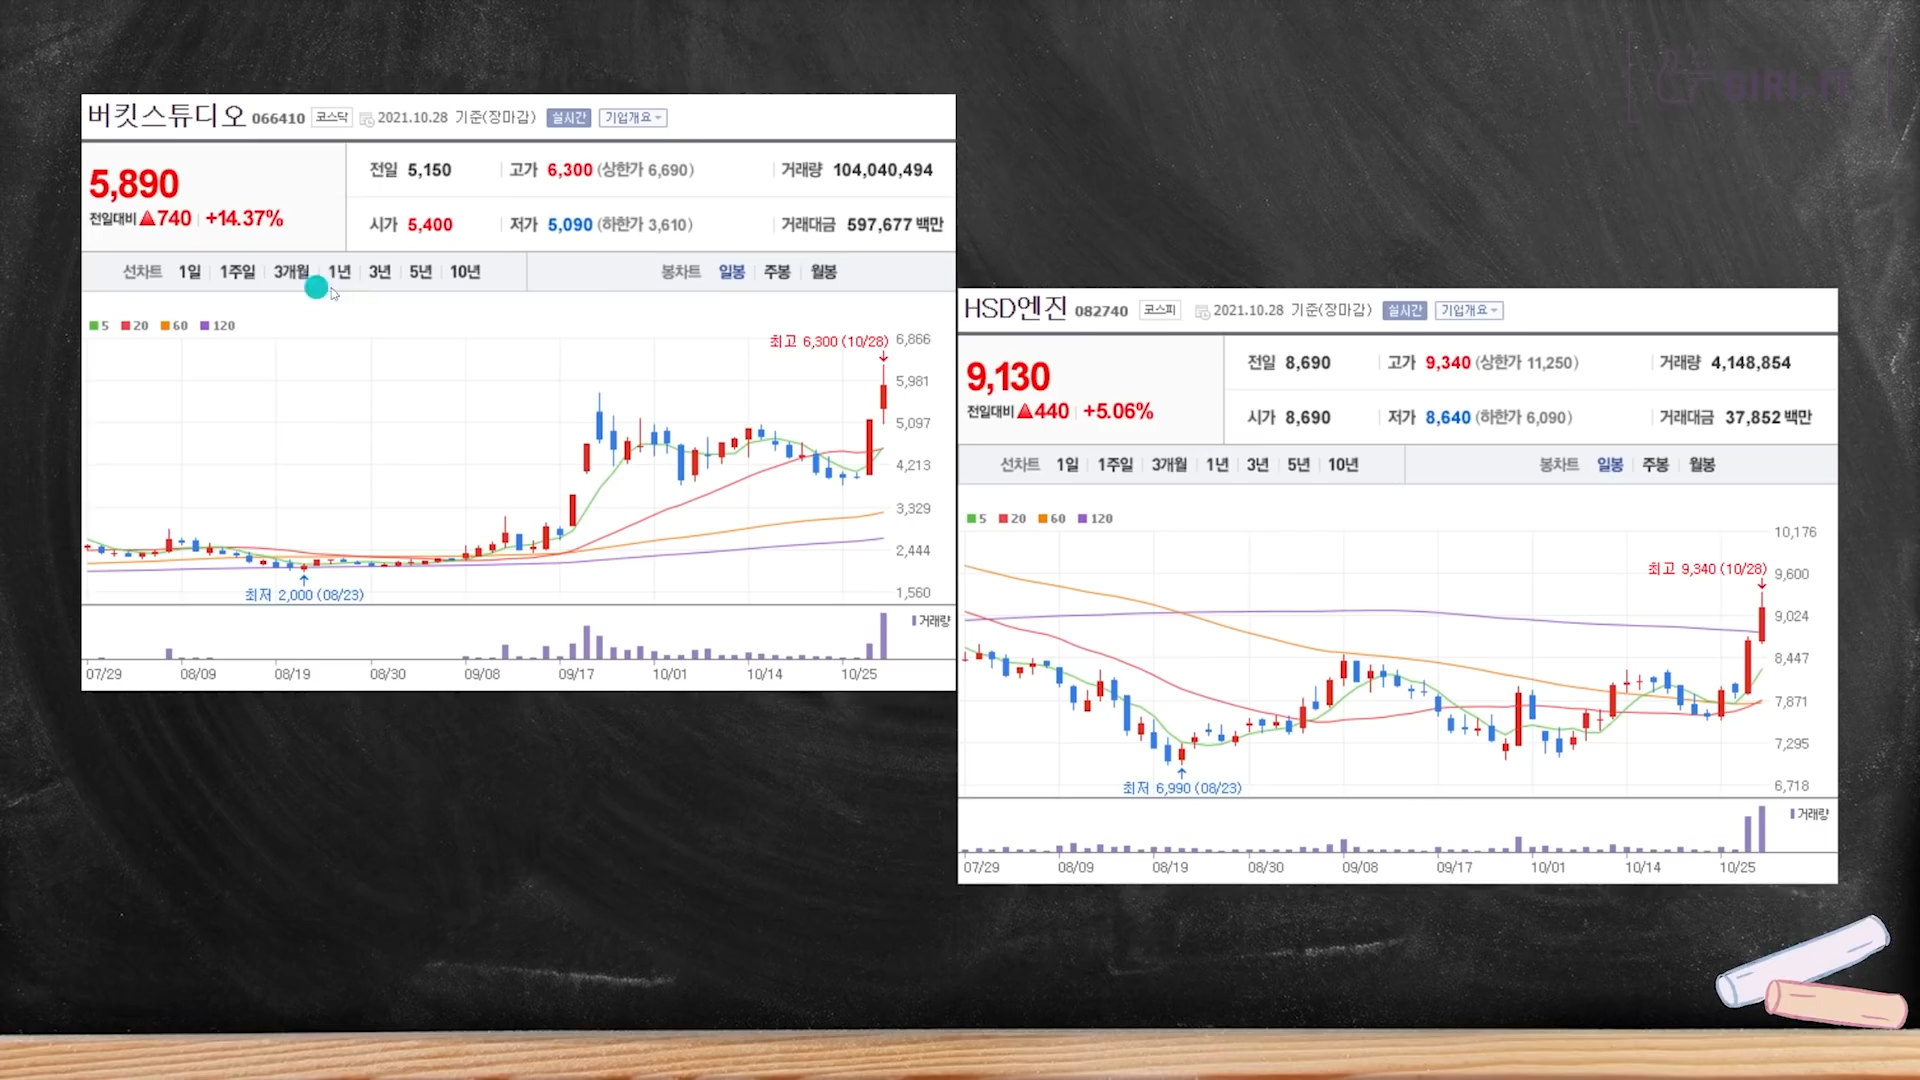 버킷스튜디오 066410 코스닥 2021.10.28 기준(장마감) 실시간 기업개요
5,890
전일대비 ▲740 +14.37%
전일 5,150 고가 6,300 (상한가 6,690) 거래량 104,040,494
시가 5,400 저가 5,090 (하한가 3,610) 거래대금 597,677 백만
선차트 1일 1주일 3개월 1년 3년 5년 10년 봉차트 일봉 주봉 월봉
5 20 60 120
최고 6,300 (10/28)
6,866
5,981
5,097
4,213
3,329
2,444
1,560
최저 2,000 (08/23)
거래량
07/29 08/09 08/19 08/30 09/08 09/17 10/01 10/14 10/25
HSD엔진 082740 코스피 2021.10.28 기준(장마감) 실시간 기업개요
9,130
전일대비 ▲440 +5.06%
전일 8,690 고가 9,340 (상한가 11,250) 거래량 4,148,854
시가 8,690 저가 8,640 (하한가 6,090) 거래대금 37,852 백만
선차트 1일 1주일 3개월 1년 3년 5년 10년 봉차트 일봉 주봉 월봉
5 20 60 120
최고 9,340 (10/28)
10,176
9,600
9,024
8,447
7,871
7,295
6,718
최저 6,990 (08/23)
거래량
07/29 08/09 08/19 08/30 09/08 09/17 10/01 10/14 10/25